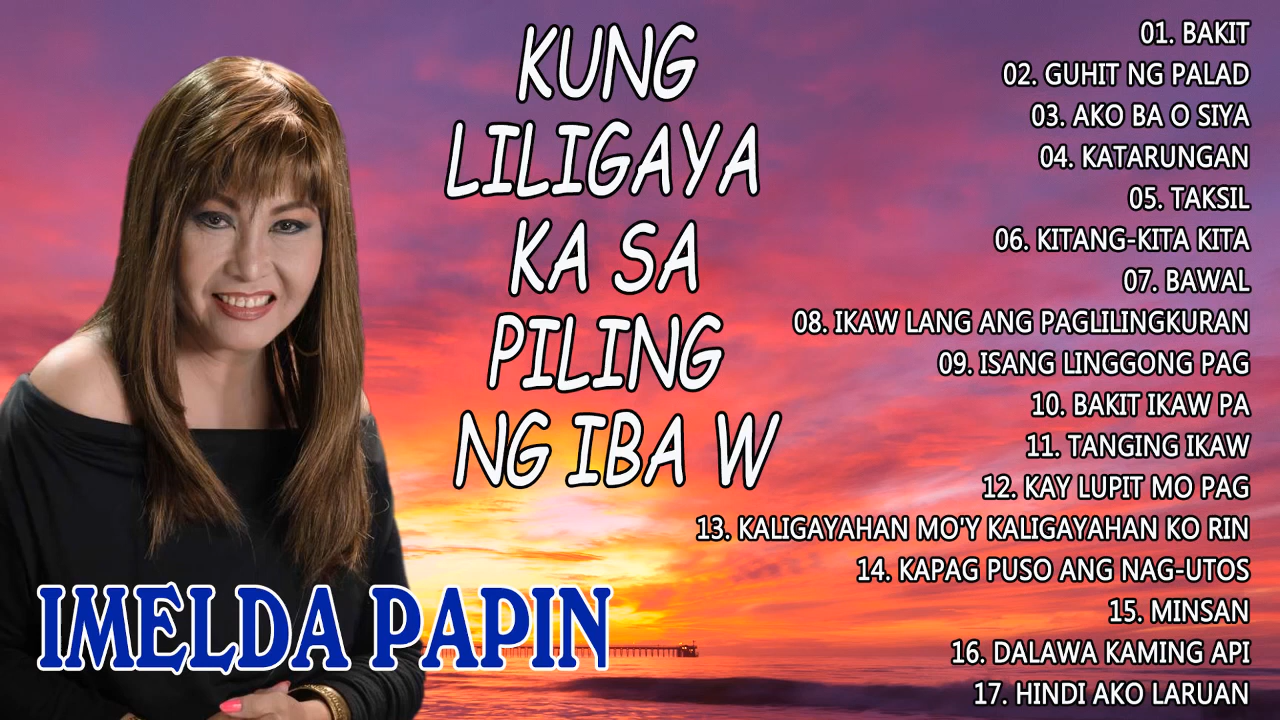 KUNG
LILIGAYA
KA SA
PILING
NG IBA W
IMELDA PAPIN
01. BAKIT
02. GUHIT NG PALAD
03. AKO BA O SIYA
04. KATARUNGAN
05. TAKSIL
06. KITANG-KITA KITA
07. BAWAL
08. IKAW LANG ANG PAGLILINGKURAN
09. ISANG LINGGONG PAG
10. BAKIT IKAW PA
11. TANGING IKAW
12. KAY LUPIT MO PAG
13. KALIGAYAHAN MO'Y KALIGAYAHAN KO RIN
14. KAPAG PUSO ANG NAG-UTOS
15. MINSAN
16. DALAWA KAMING API
17. HINDI AKO LARUAN